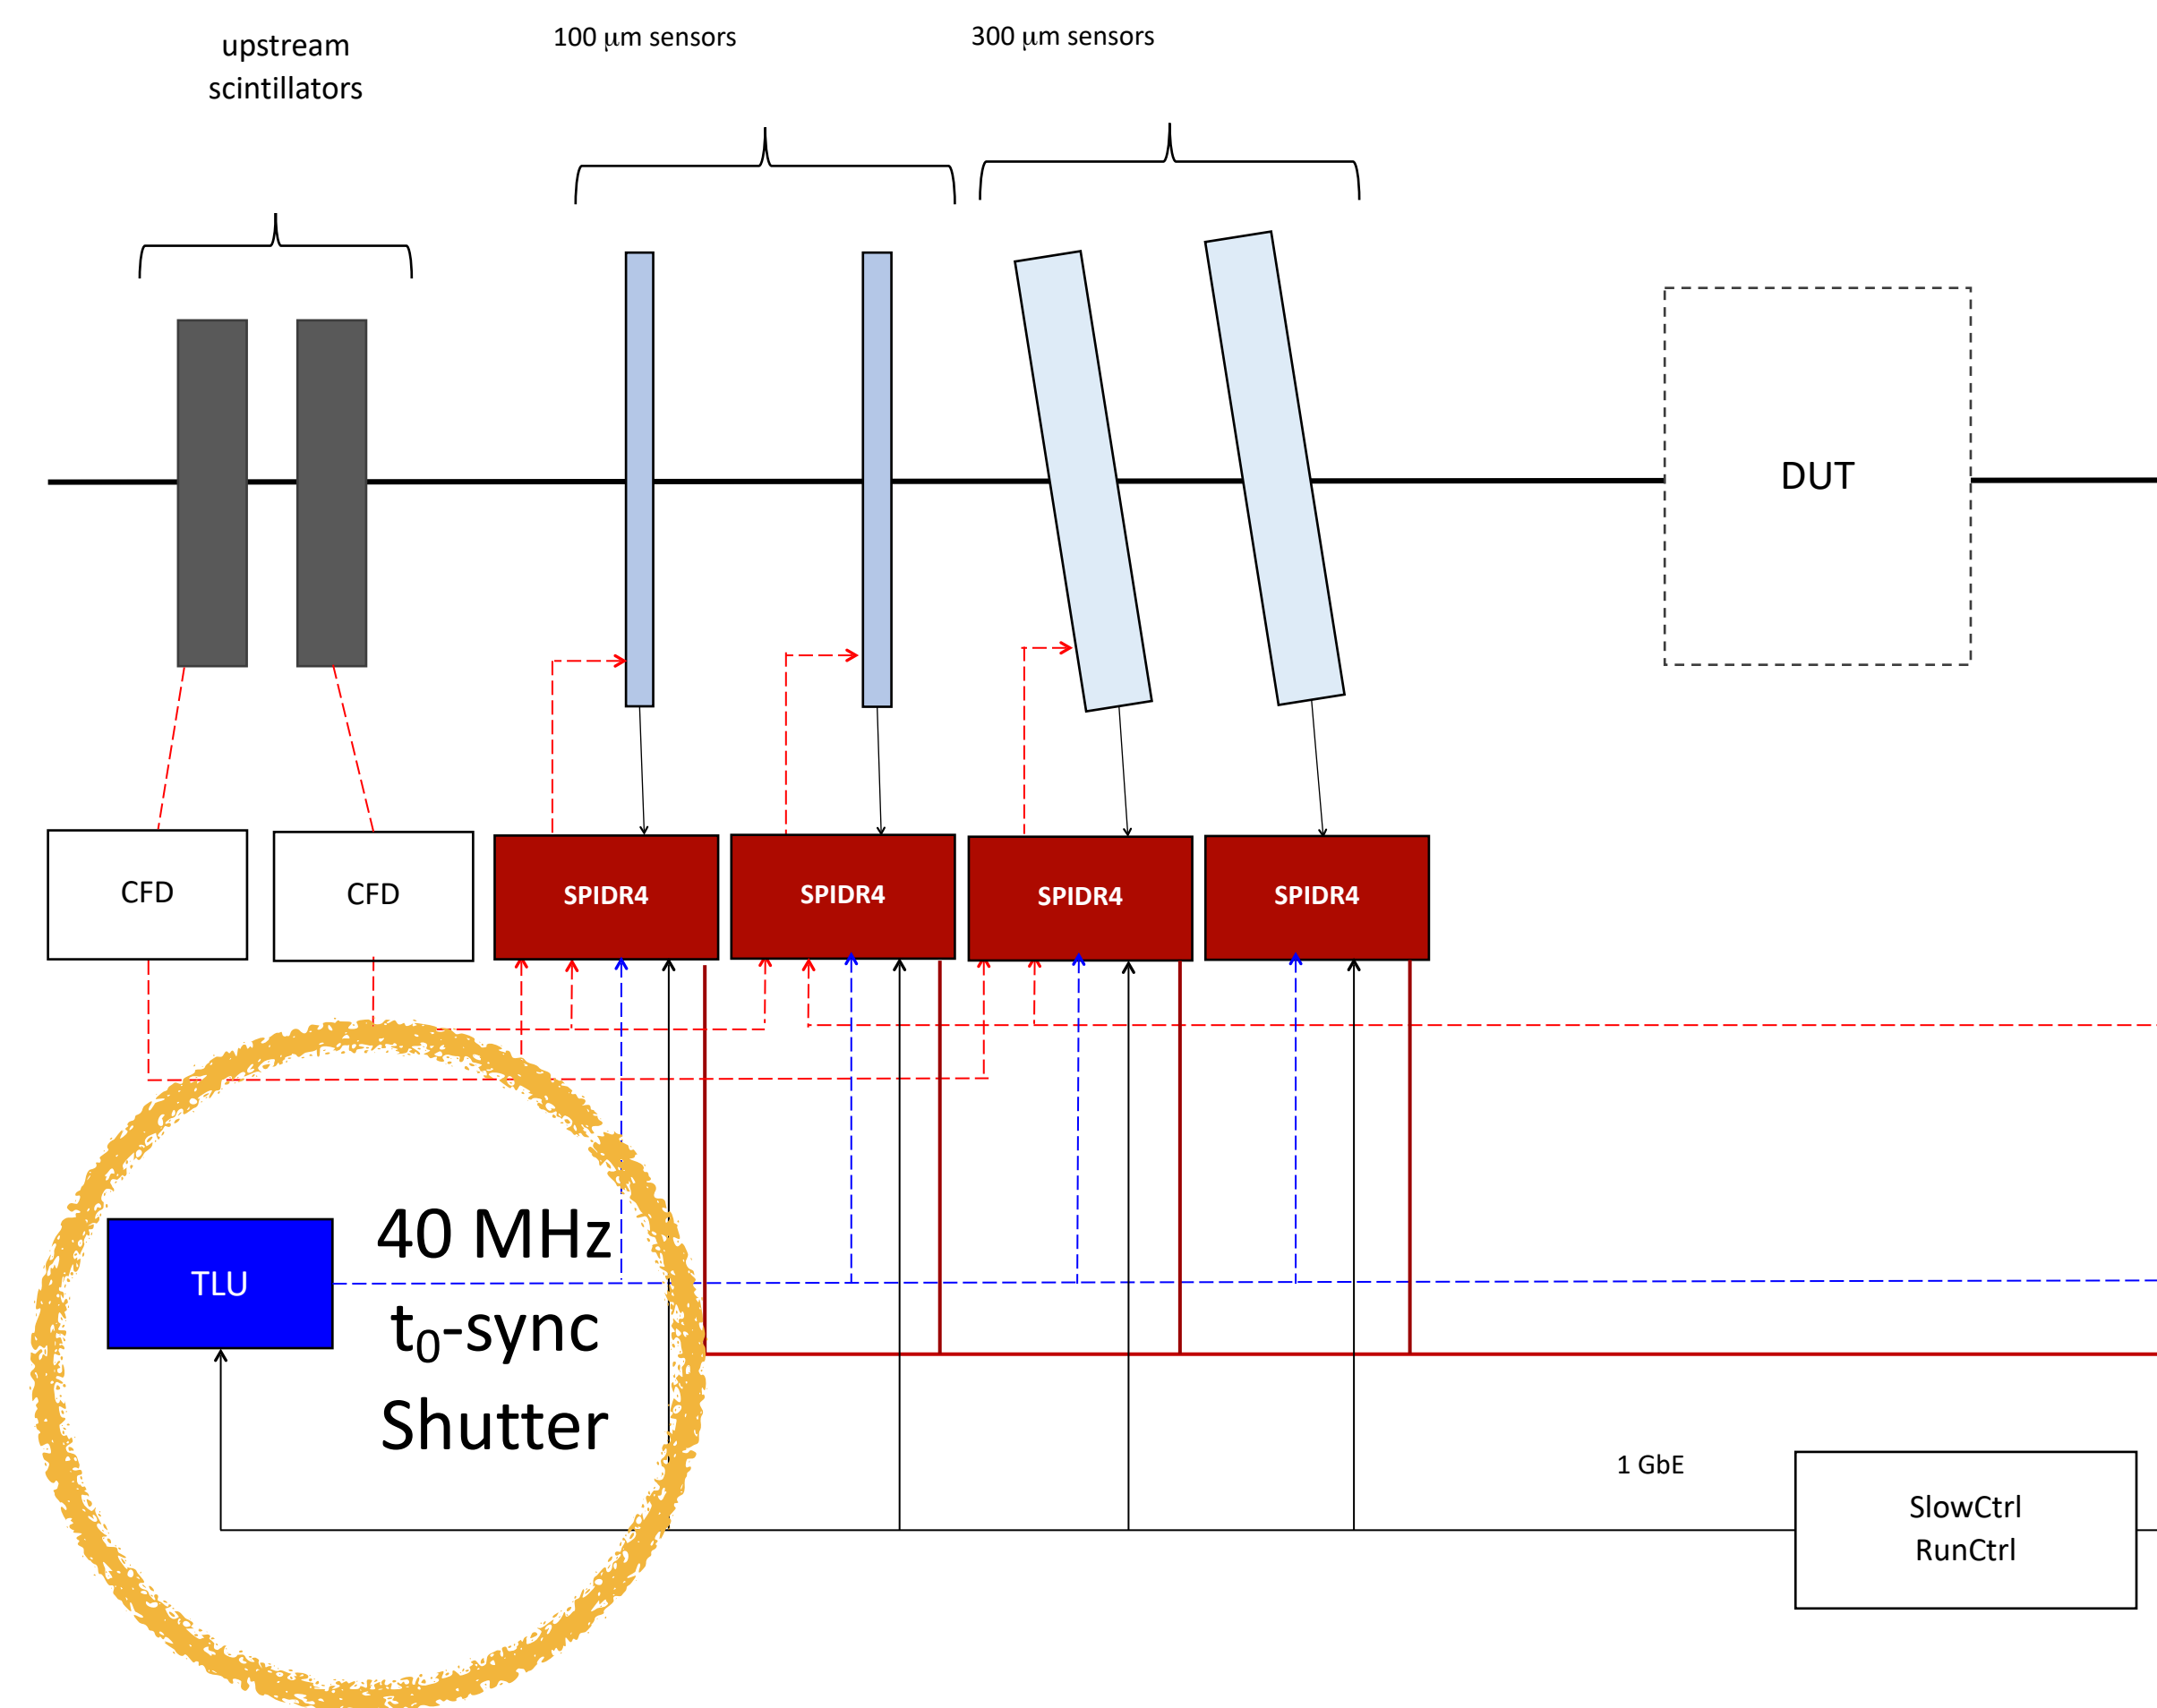 upstream
scintillators
100 μm sensors
300 μm sensors
DUT
CFD
CFD
SPIDR4
SPIDR4
SPIDR4
SPIDR4
TLU
40 MHz
t₀-sync
Shutter
1 GbE
SlowCtrl
RunCtrl